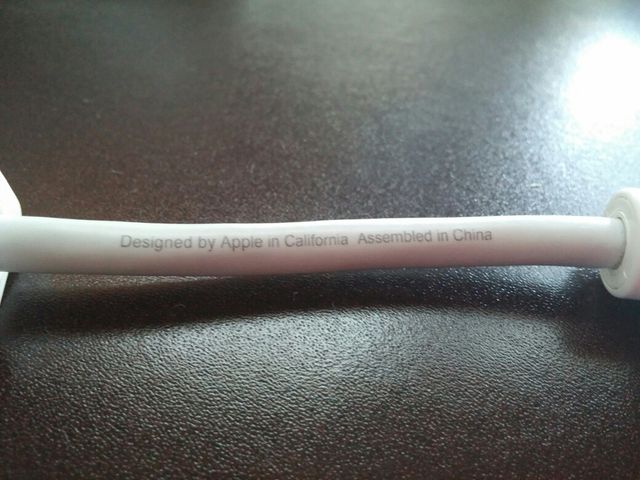 Designed by Apple in California Assembled in China